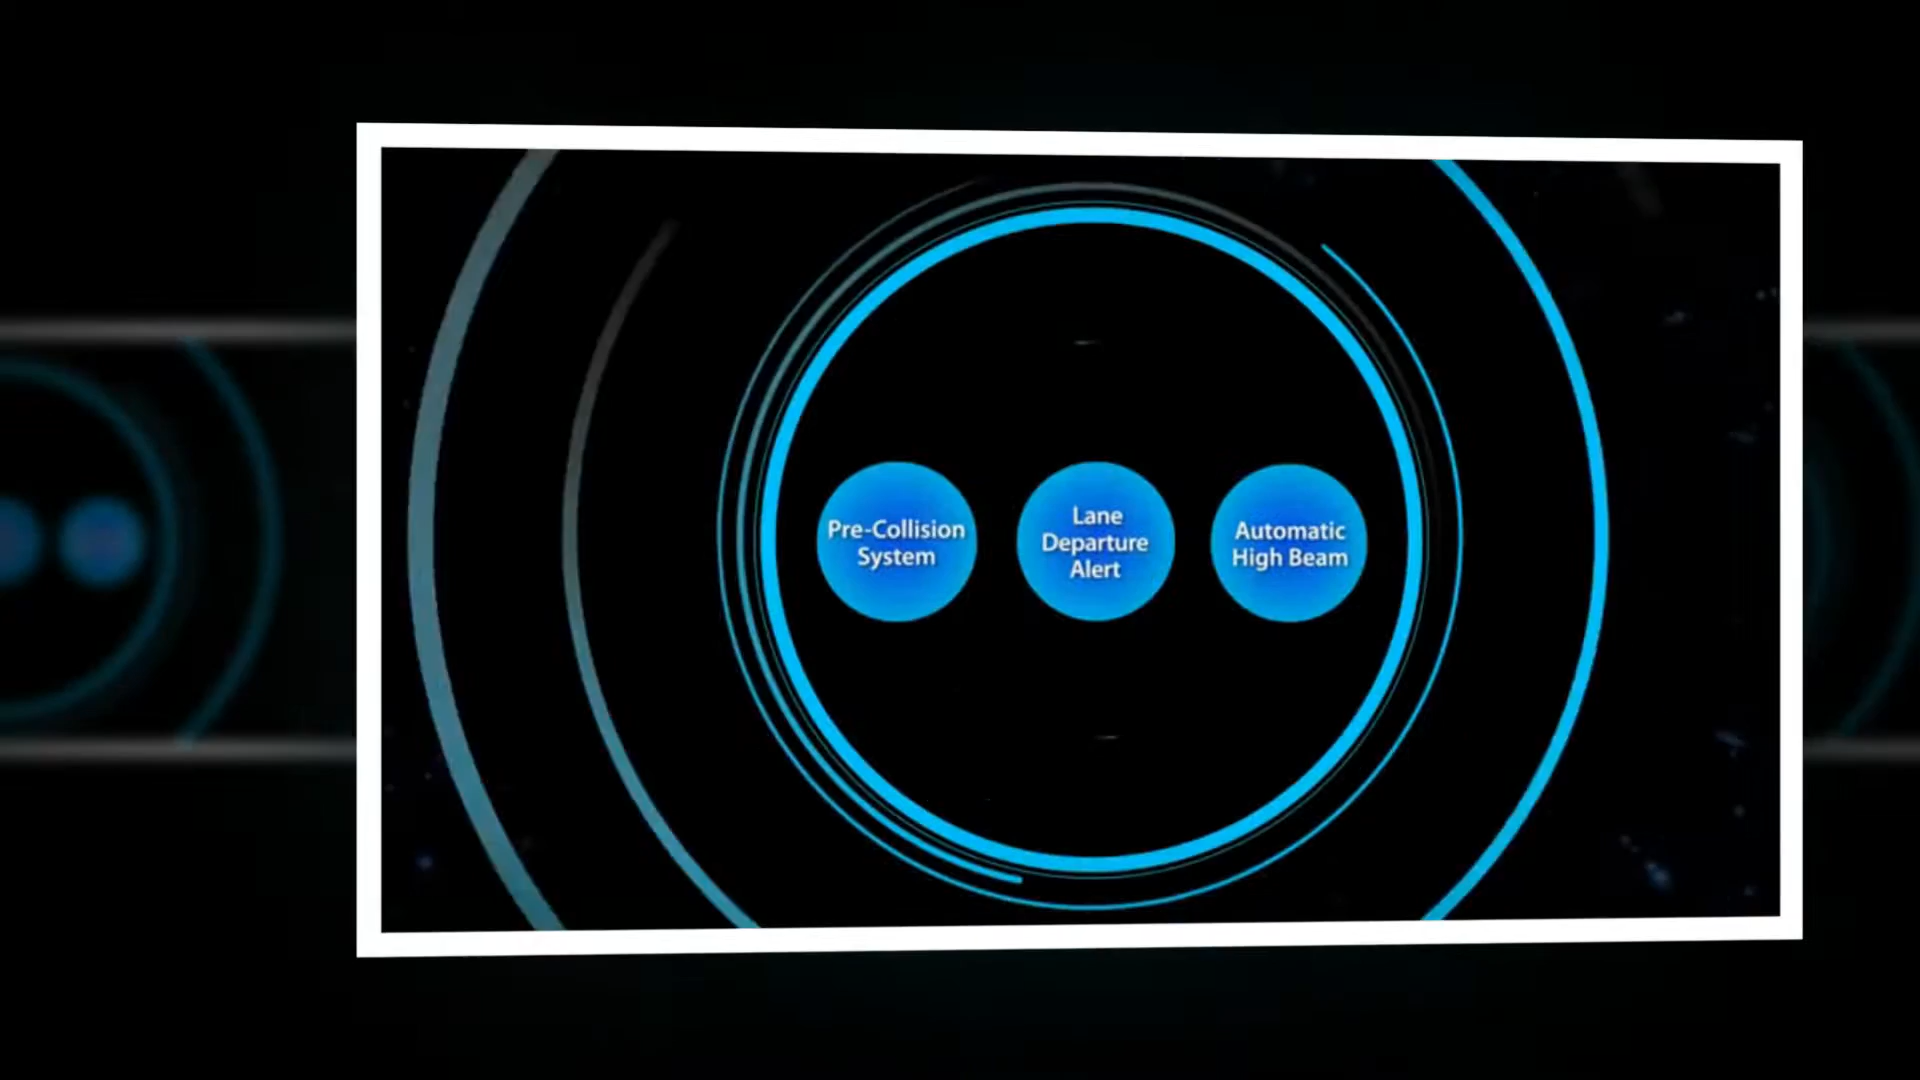 Pre-Collision
System
Lane
Departure
Alert
Automatic
High Beam